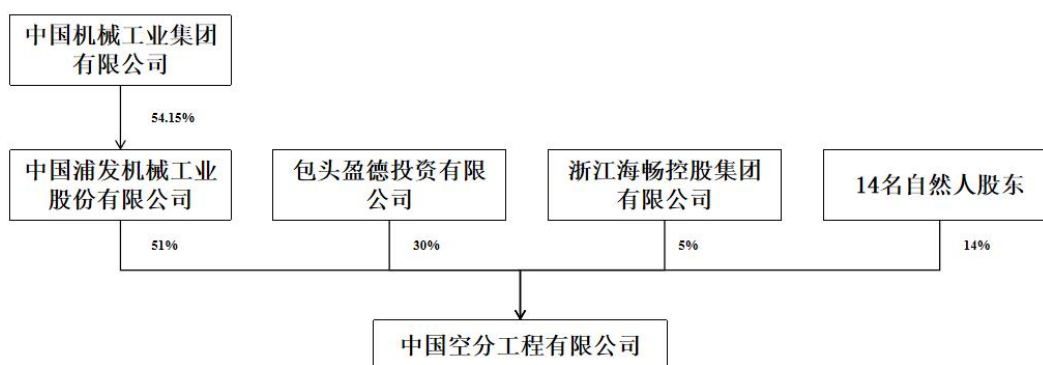 中国机械工业集团
有限公司
54.15%
中国浦发机械工业
股份有限公司
包头盈德投资有限
公司
浙江海畅控股集团
有限公司
14名自然人股东
51%
30%
5%
14%
中国空分工程有限公司